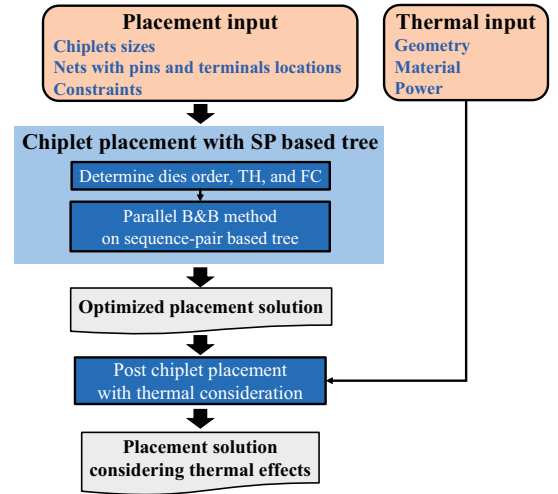 Placement input
Chiplets sizes
Nets with pins and terminals locations
Constraints
Thermal input
Geometry
Material
Power
Chiplet placement with SP based tree
Determine dies order, TH, and FC
Parallel B&B method
on sequence-pair based tree
Optimized placement solution
Post chiplet placement
with thermal consideration
Placement solution
considering thermal effects